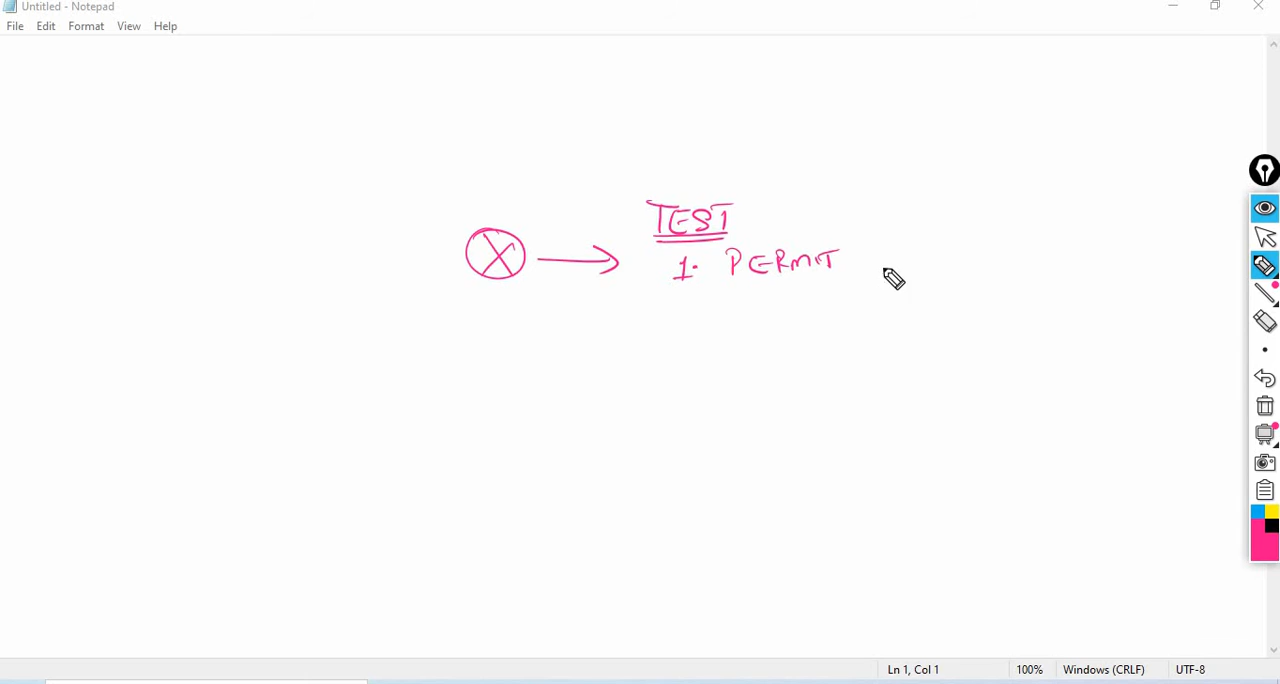 Untitled - Notepad
File Edit Format View Help
TEST
1. PERMIT
Ln 1, Col 1 100% Windows (CRLF) UTF-8